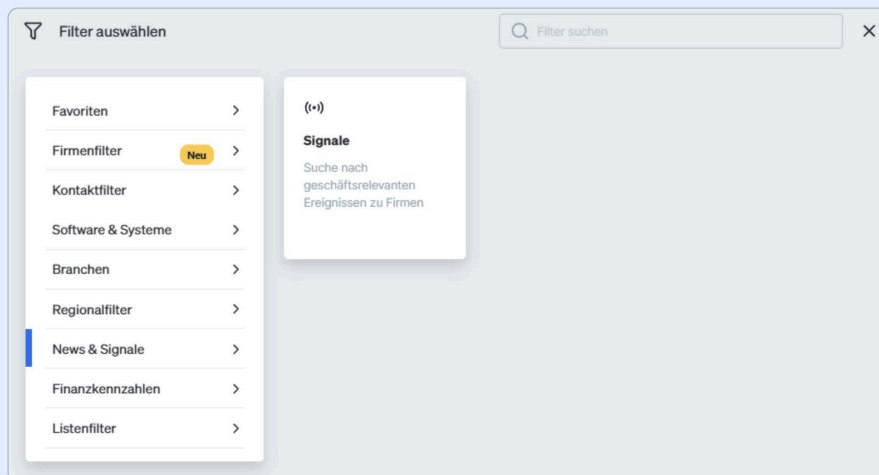 Filter auswählen
Filter suchen
Favoriten
Firmenfilter
Neu
Kontaktfilter
Software & Systeme
Branchen
Regionalfilter
News & Signale
Finanzkennzahlen
Listenfilter
Signale
Suche nach
geschäftsrelevanten
Ereignissen zu Firmen